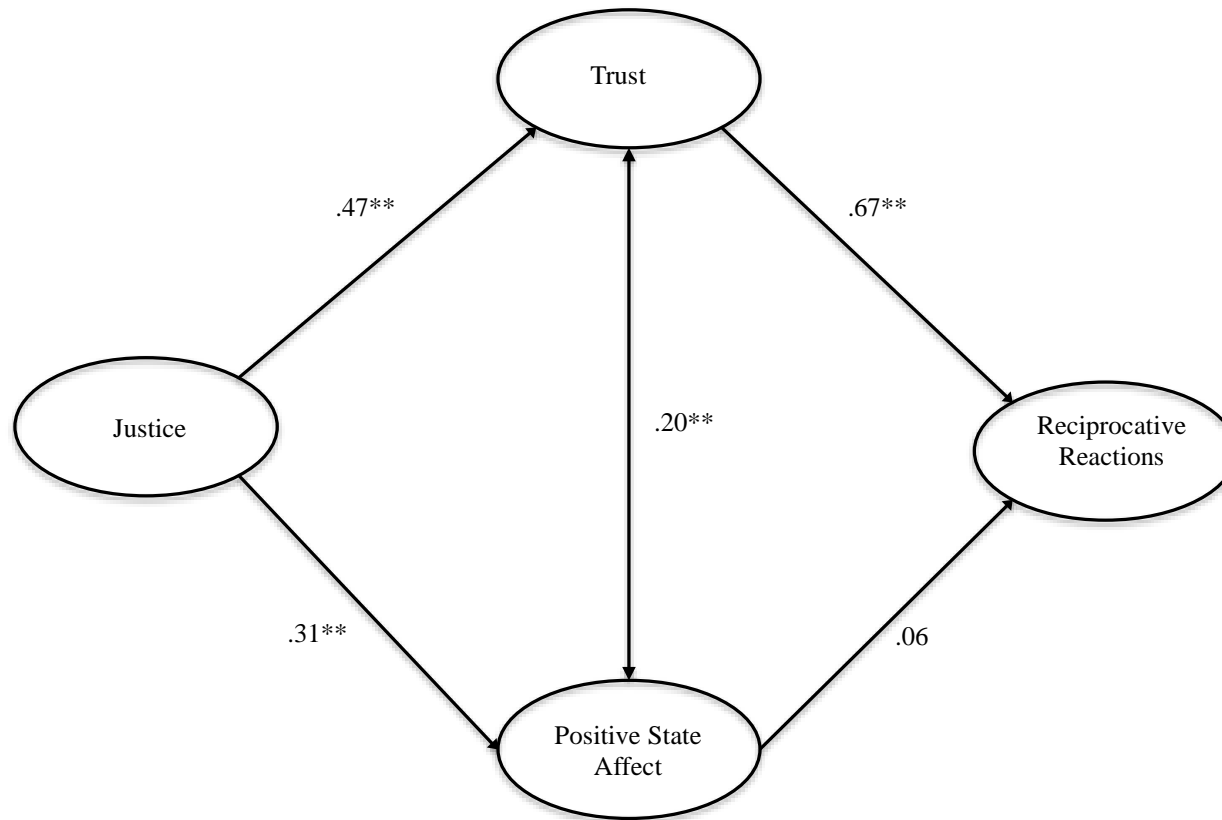 Trust
.47**
.67**
.20**
Justice
Reciprocative
Reactions
.31**
.06
Positive State
Affect